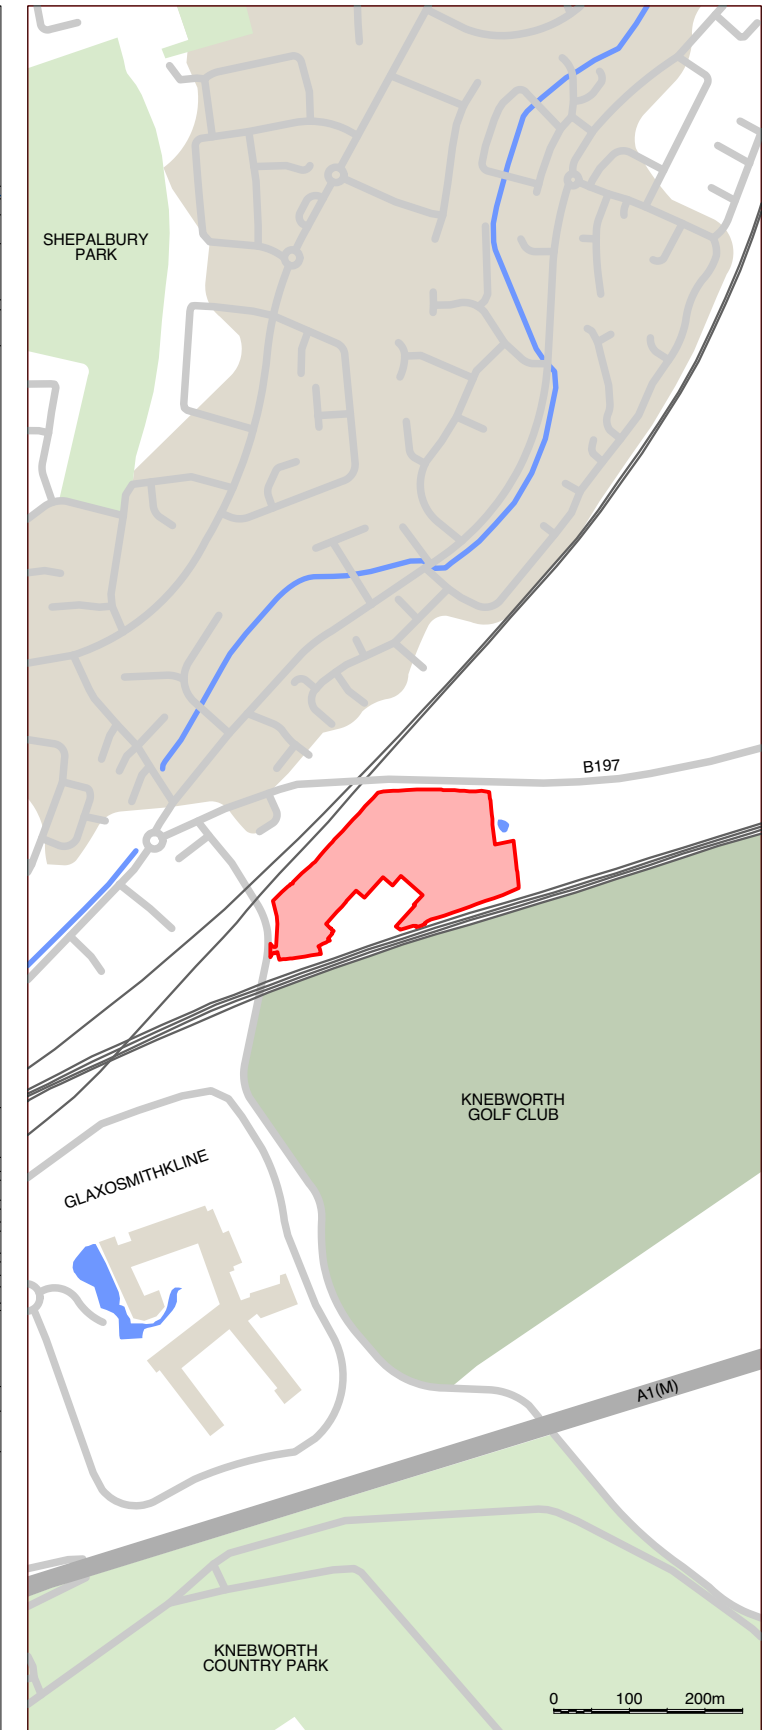 SHEPALBURY
PARK
B197
KNEBWORTH
GOLF CLUB
GLAXOSMITHKLINE
A1(M)
KNEBWORTH
COUNTRY PARK
0 100 200m